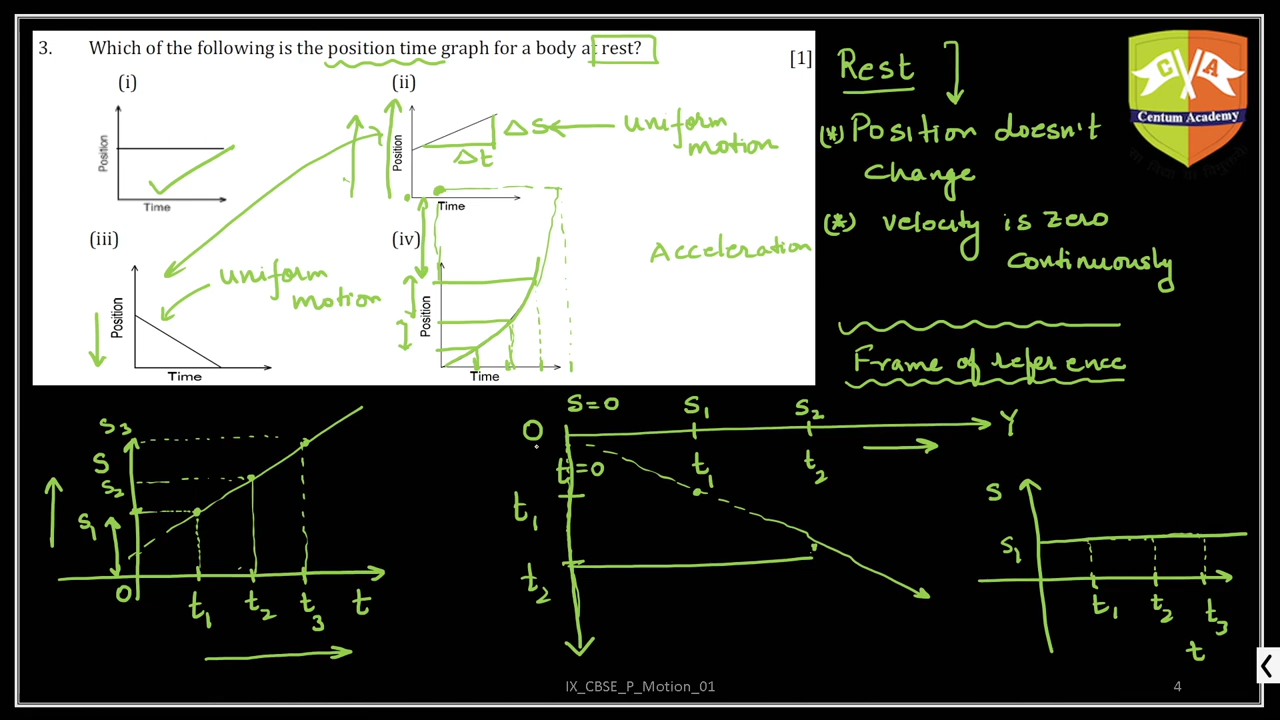 3. Which of the following is the position time graph for a body at rest?
[1]
(i)
Position
Time
(ii)
Position
Time
Δs
Δt
uniform
motion
(iii)
Position
Time
uniform
motion
(iv)
Position
Time
Acceleration
Rest
(*) Position doesn't
change
(*) velocity is zero
continuously
Frame of reference
C A
Centum Academy
S3
S
S2
S1
O
t1
t2
t3
t
S=0
S1
S2
O
Y
t=0
t1
t2
t1
t2
S
S1
t1
t2
t3
t
IX_CBSE_P_Motion_01
4